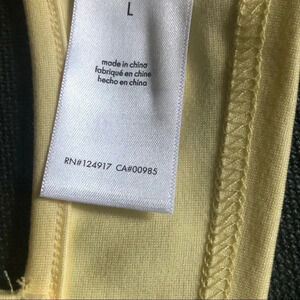 L
made in china
fabriqué en chine
hecho en china
RN#124917 CA#00985